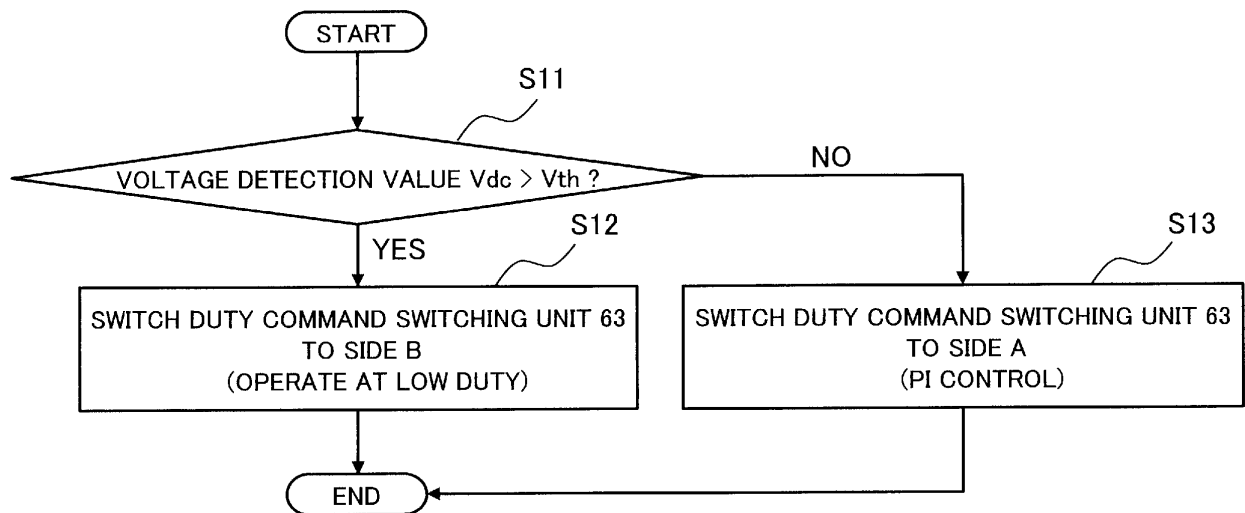 START
S11
VOLTAGE DETECTION VALUE Vdc > Vth ?
NO
YES
S12
SWITCH DUTY COMMAND SWITCHING UNIT 63
TO SIDE B
(OPERATE AT LOW DUTY)
S13
SWITCH DUTY COMMAND SWITCHING UNIT 63
TO SIDE A
(PI CONTROL)
END